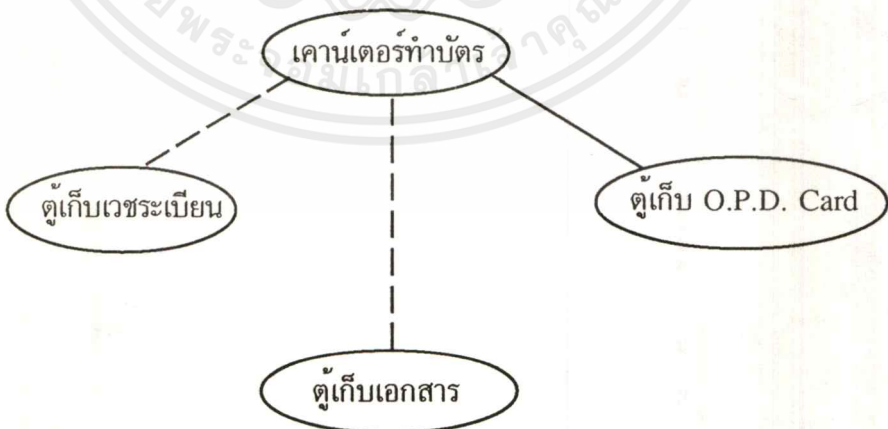 เคาน์เตอร์ทำบัตร
ตู้เก็บเวชระเบียน
ตู้เก็บ O.P.D. Card
ตู้เก็บเอกสาร